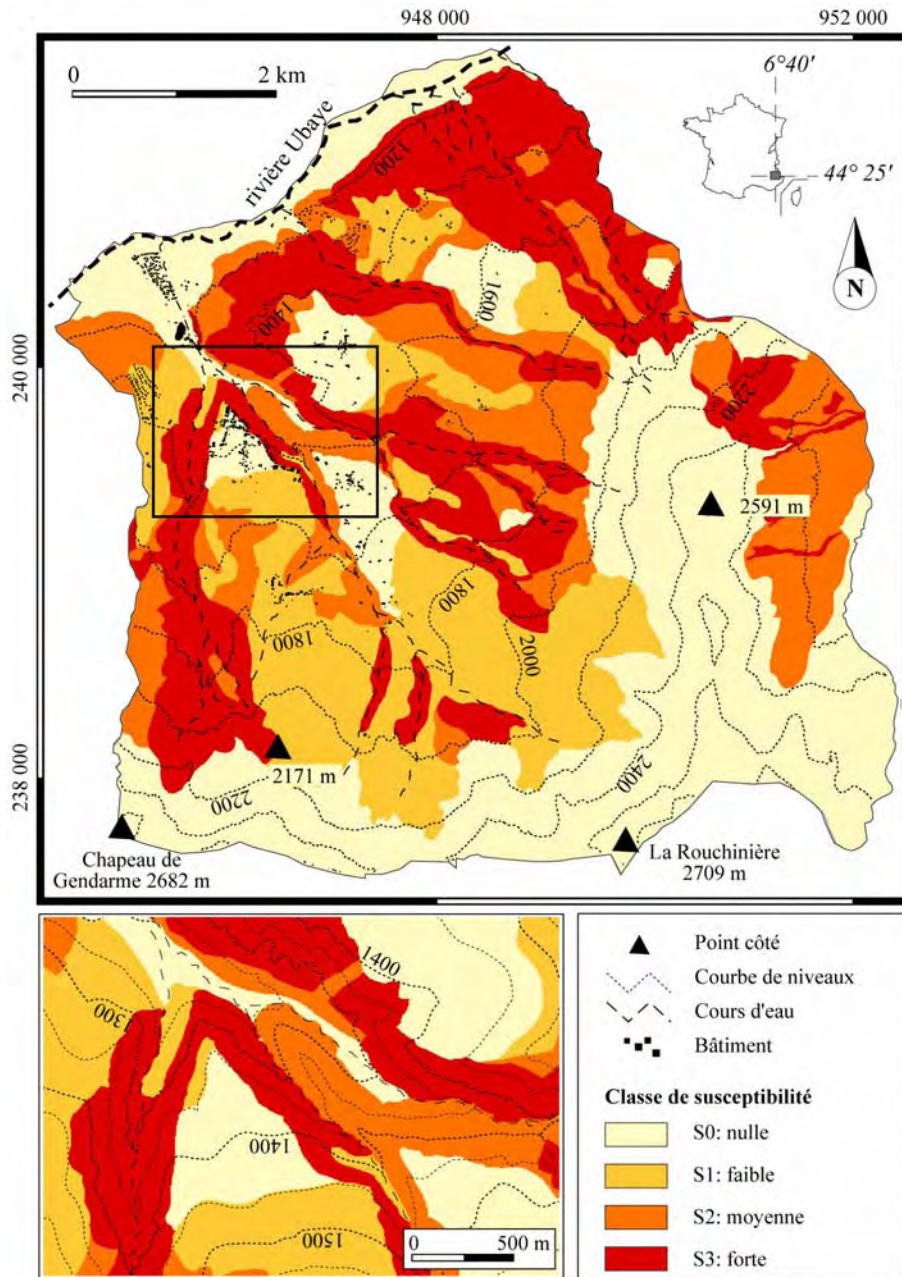 948 000
952 000
0
2 km
6°40'
44° 25'
rivière Ubaye
N
1200
1600
1400
240 000
2200
2591 m
1800
1800
2000
2171 m
238 000
2200
2400
Chapeau de
Gendarme 2682 m
La Rouchinière
2709 m
1400
1300
1400
1500
0
500 m
Point côté
Courbe de niveaux
Cours d'eau
Bâtiment
Classe de susceptibilité
S0: nulle
S1: faible
S2: moyenne
S3: forte